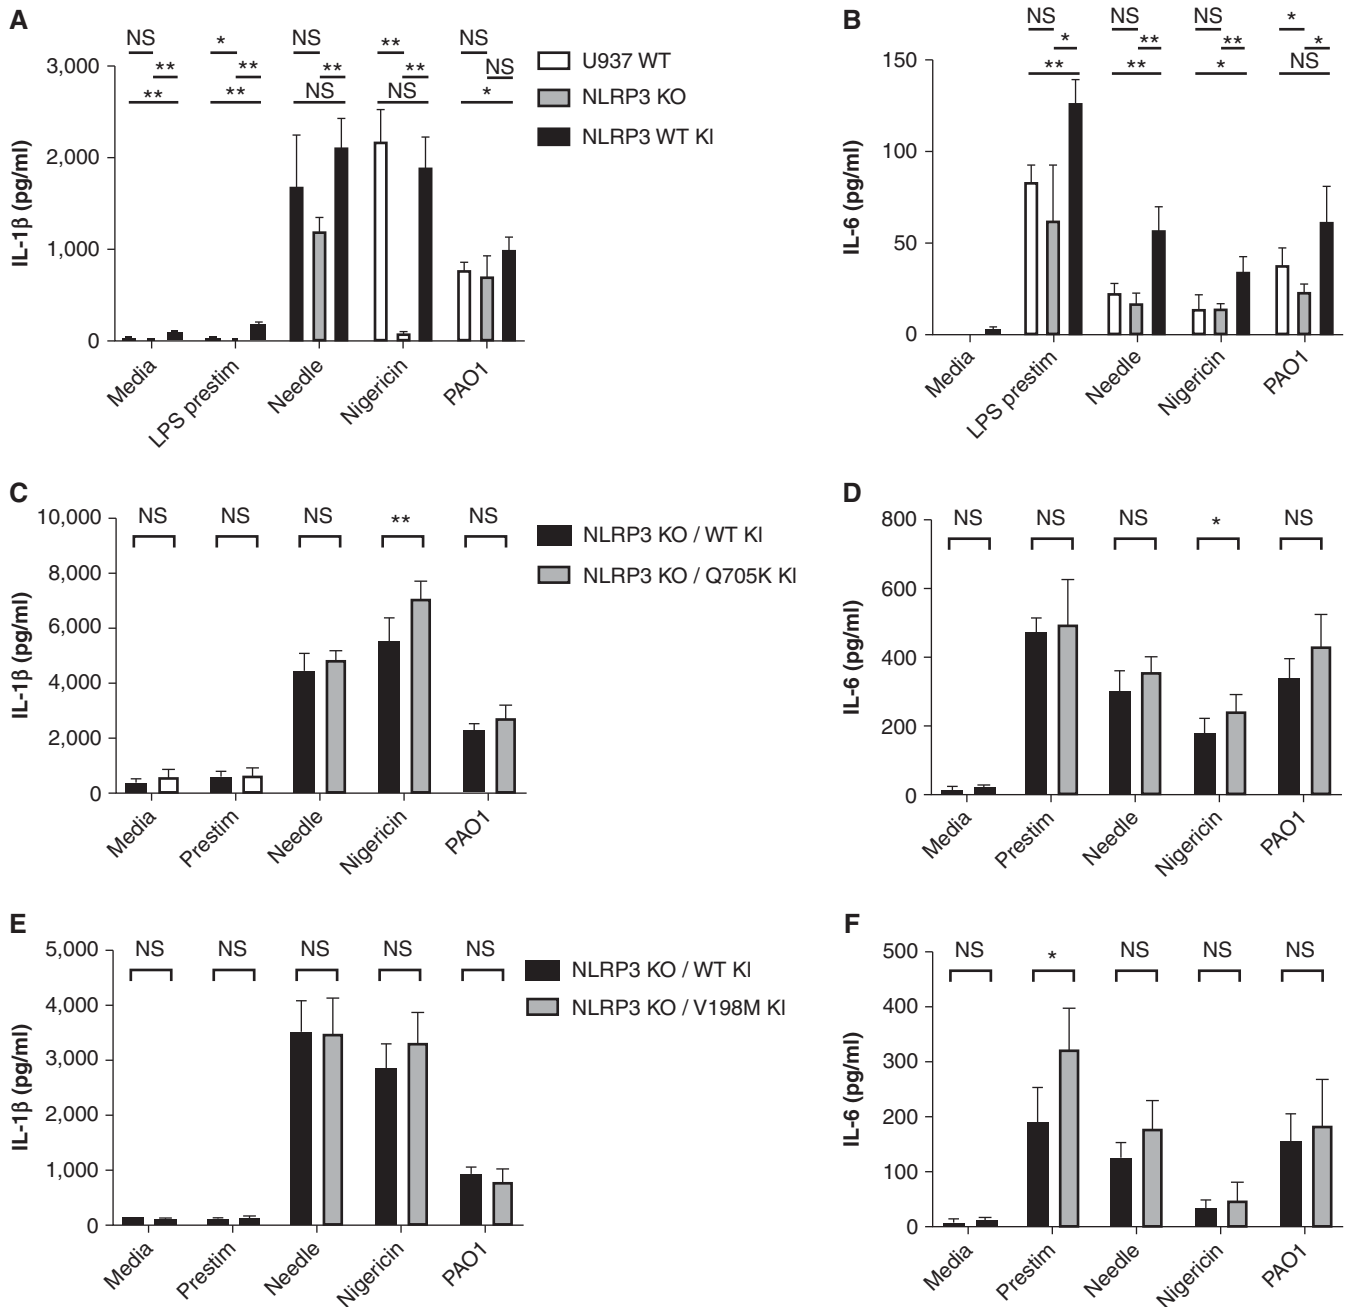 A
NS * NS ** NS
** ** ** ** NS
** ** NS NS *
3,000
2,000
1,000
0
IL-1β (pg/ml)
Media
LPS prestim
Needle
Nigericin
PAO1
U937 WT
NLRP3 KO
NLRP3 WT KI
B
NS NS NS *
* ** ** *
** ** * NS
150
100
50
0
IL-6 (pg/ml)
Media
LPS prestim
Needle
Nigericin
PAO1
C
NS NS NS ** NS
10,000
8,000
6,000
4,000
2,000
0
IL-1β (pg/ml)
Media
Prestim
Needle
Nigericin
PAO1
NLRP3 KO / WT KI
NLRP3 KO / Q705K KI
D
NS NS NS * NS
800
600
400
200
0
IL-6 (pg/ml)
Media
Prestim
Needle
Nigericin
PAO1
E
NS NS NS NS NS
5,000
4,000
3,000
2,000
1,000
0
IL-1β (pg/ml)
Media
Prestim
Needle
Nigericin
PAO1
NLRP3 KO / WT KI
NLRP3 KO / V198M KI
F
NS * NS NS NS
500
400
300
200
100
0
IL-6 (pg/ml)
Media
Prestim
Needle
Nigericin
PAO1